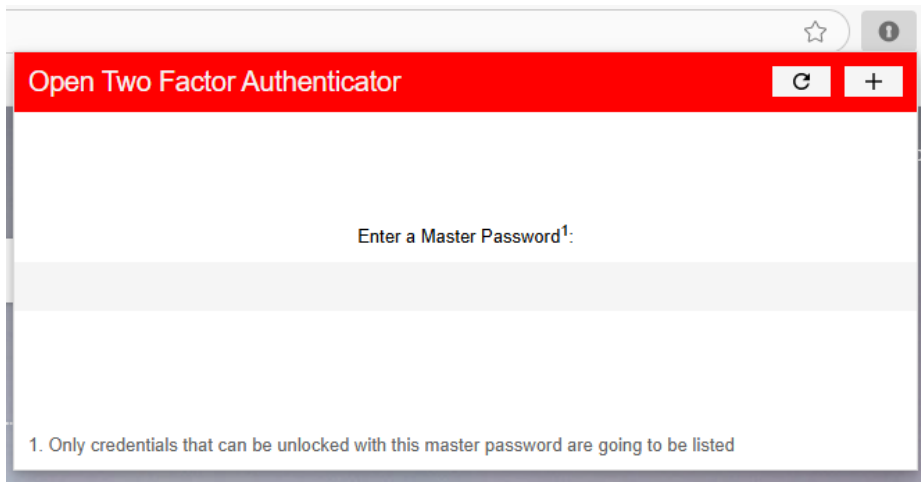 Open Two Factor Authenticator
Enter a Master Password¹:
1. Only credentials that can be unlocked with this master password are going to be listed